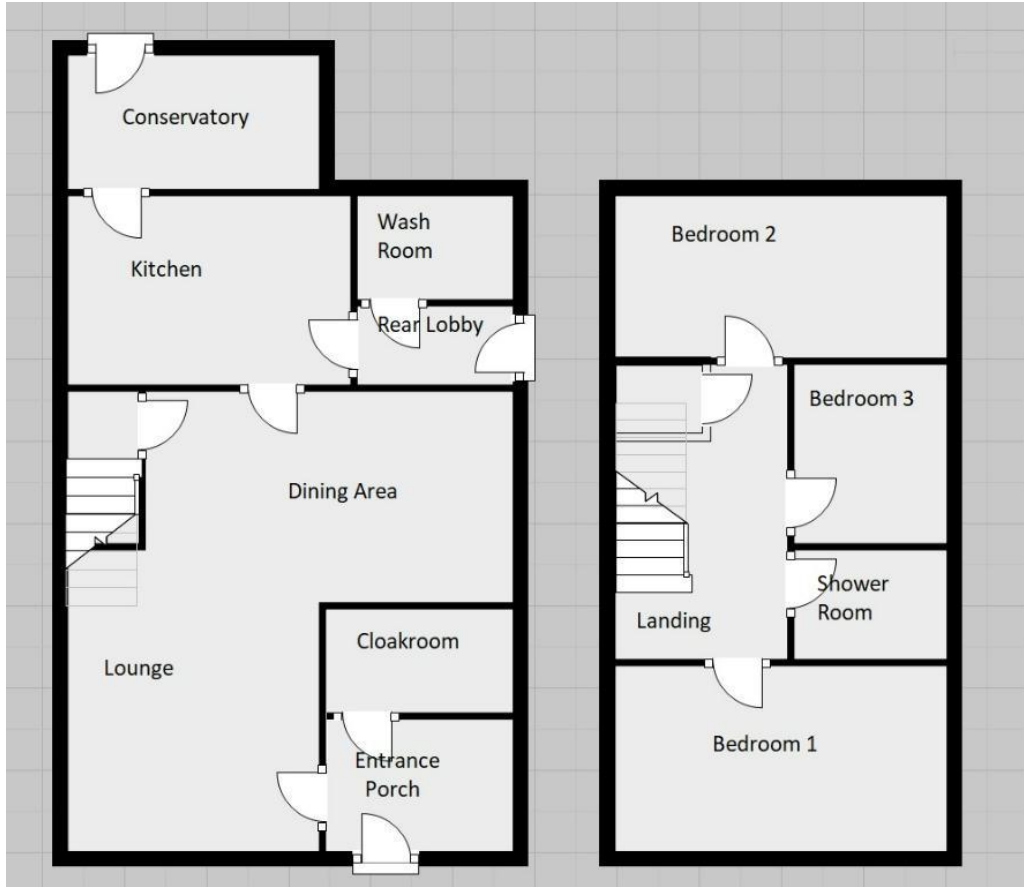 Conservatory
Wash
Room
Kitchen
Rear Lobby
Dining Area
Cloakroom
Lounge
Entrance
Porch
Bedroom 2
Bedroom 3
Shower
Room
Landing
Bedroom 1